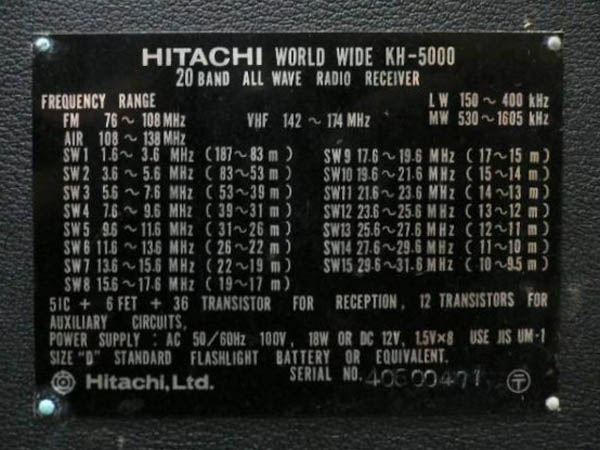 HITACHI WORLD WIDE KH-5000
20 BAND ALL WAVE RADIO RECEIVER
FREQUENCY RANGE LW 150~400 kHz
FM 76~108 MHz VHF 142~174 MHz MW 530~1605 kHz
AIR 108~138 MHz
SW1 1.6~3.6 MHz (187~83 m) SW9 17.6~19.6 MHz (17~15 m)
SW2 3.6~5.6 MHz (83~53 m) SW10 19.6~21.6 MHz (15~14 m)
SW3 5.6~7.6 MHz (53~39 m) SW11 21.6~23.6 MHz (14~13 m)
SW4 7.6~9.6 MHz (39~31 m) SW12 23.6~25.6 MHz (13~12 m)
SW5 9.6~11.6 MHz (31~26 m) SW13 25.6~27.6 MHz (12~11 m)
SW6 11.6~13.6 MHz (26~22 m) SW14 27.6~29.6 MHz (11~10 m)
SW7 13.6~15.6 MHz (22~19 m) SW15 29.6~31.6 MHz (10~9.5 m)
SW8 15.6~17.6 MHz (19~17 m)
5IC + 6 FET + 36 TRANSISTOR FOR RECEPTION, 12 TRANSISTORS FOR
AUXILIARY CIRCUITS,
POWER SUPPLY : AC 50/60Hz 100V, 18W OR DC 12V, 1.5V×8 USE JIS UM-1
SIZE "D" STANDARD FLASHLIGHT BATTERY OR EQUIVALENT.
Hitachi,Ltd. SERIAL NO.